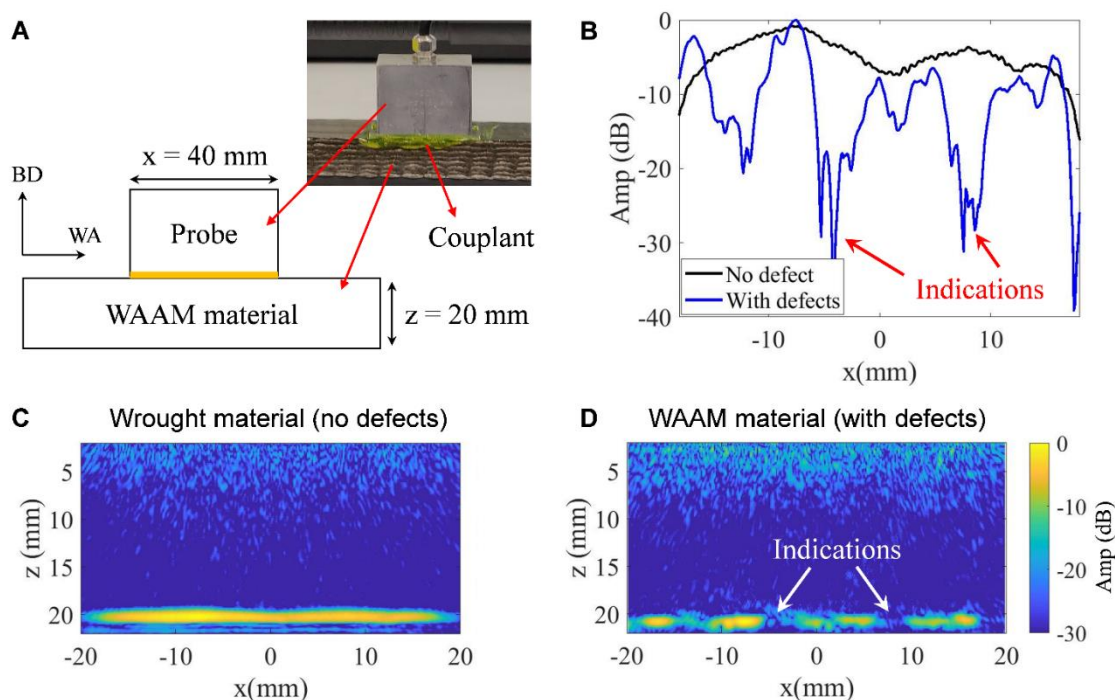 A
x = 40 mm
BD
WA
Probe
Couplant
WAAM material
z = 20 mm
B
0
-10
-20
-30
-40
Amp (dB)
No defect
With defects
Indications
-10
0
10
x(mm)
C
Wrought material (no defects)
5
10
15
20
z (mm)
-20
-10
0
10
20
x(mm)
D
WAAM material (with defects)
Indications
5
10
15
20
z (mm)
-20
-10
0
10
20
x(mm)
0
-10
-20
-30
Amp (dB)